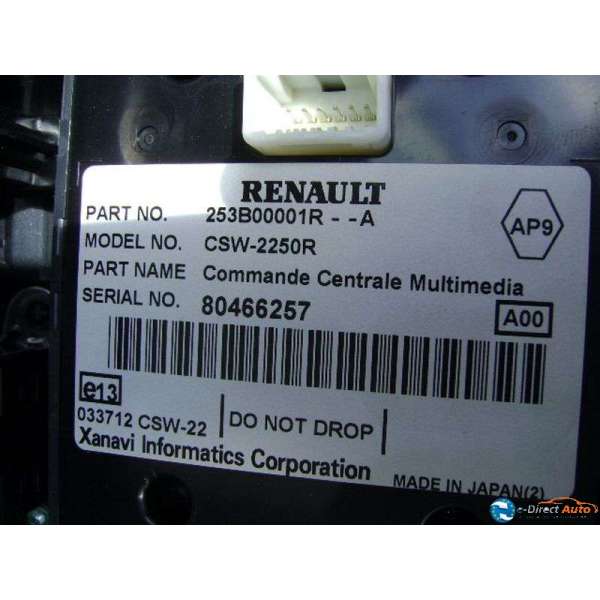 RENAULT
PART NO. 253B00001R - -A
AP9
MODEL NO. CSW-2250R
PART NAME Commande Centrale Multimedia
SERIAL NO. 80466257
A00
e13
033712 CSW-22
DO NOT DROP
Xanavi Informatics Corporation
MADE IN JAPAN(2)
e-Direct Auto